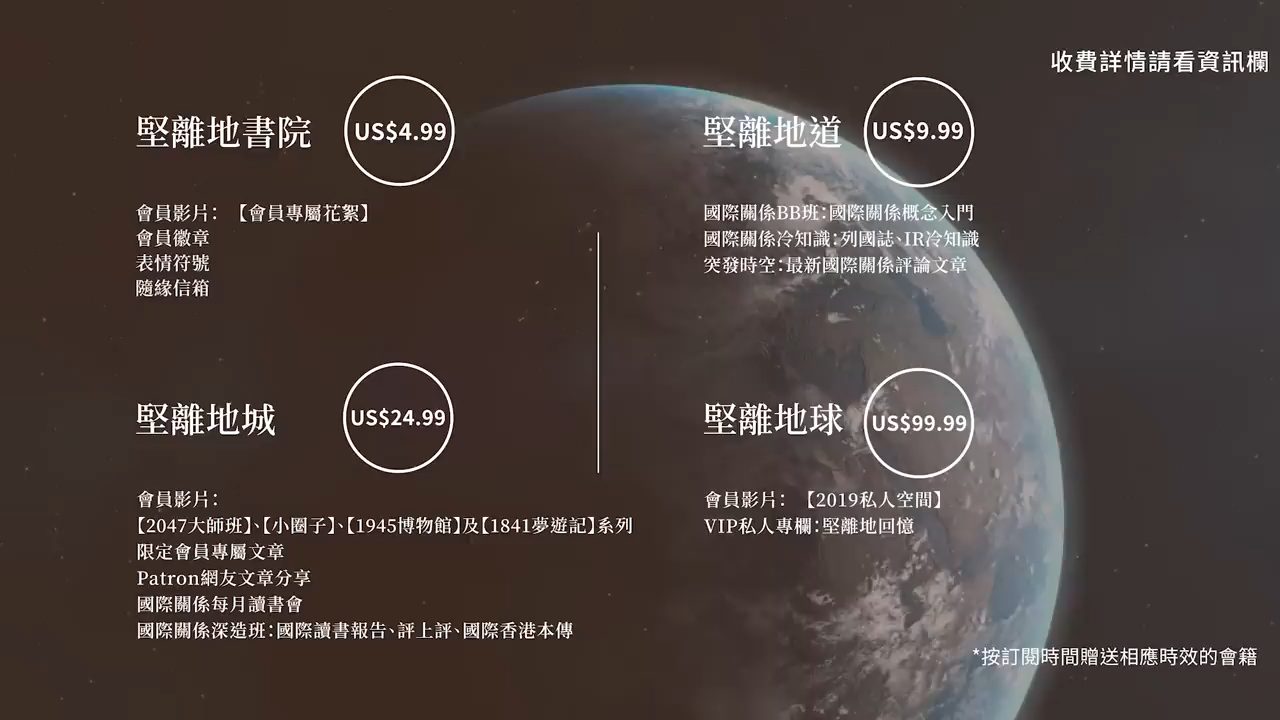 收費詳情請看資訊欄
堅離地書院
US$4.99
會員影片：【會員專屬花絮】
會員徽章
表情符號
隨緣信箱
堅離地道
US$9.99
國際關係BB班：國際關係概念入門
國際關係冷知識：列國誌、IR冷知識
突發時空：最新國際關係評論文章
堅離地城
US$24.99
會員影片：
【2047大師班】、【小圈子】、【1945博物館】及【1841夢遊記】系列
限定會員專屬文章
Patron網友文章分享
國際關係每月讀書會
國際關係深造班：國際讀書報告、評上評、國際香港本傳
堅離地球
US$99.99
會員影片：【2019私人空間】
VIP私人專欄：堅離地回憶
*按訂閱時間贈送相應時效的會籍